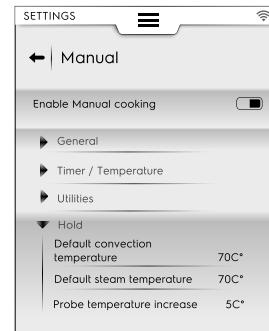 SETTINGS
Manual
Enable Manual cooking
General
Timer / Temperature
Utilities
Hold
Default convection
temperature 70C°
Default steam temperature 70C°
Probe temperature increase 5C°